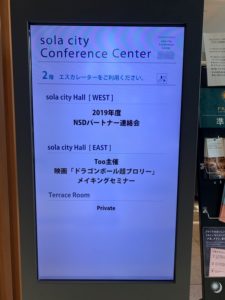 sola city
Conference Center
2階 エスカレーターをご利用ください。
sola city Hall [WEST]
2019年度
NSDパートナー連絡会
sola city Hall [EAST]
Too主催
映画「ドラゴンボール超ブロリー」
メイキングセミナー
Terrace Room
Private